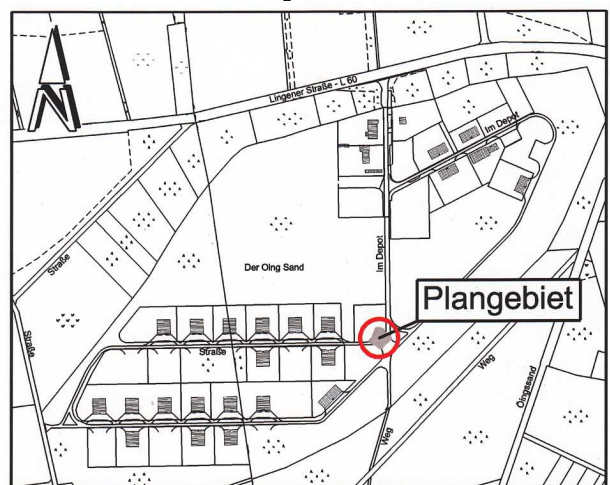 N
Lingener Straße - L 60
Im Depot
Straße
Der Oing Sand
Im Depot
Plangebiet
Straße
Straße
Weg
Oingssand
Weg